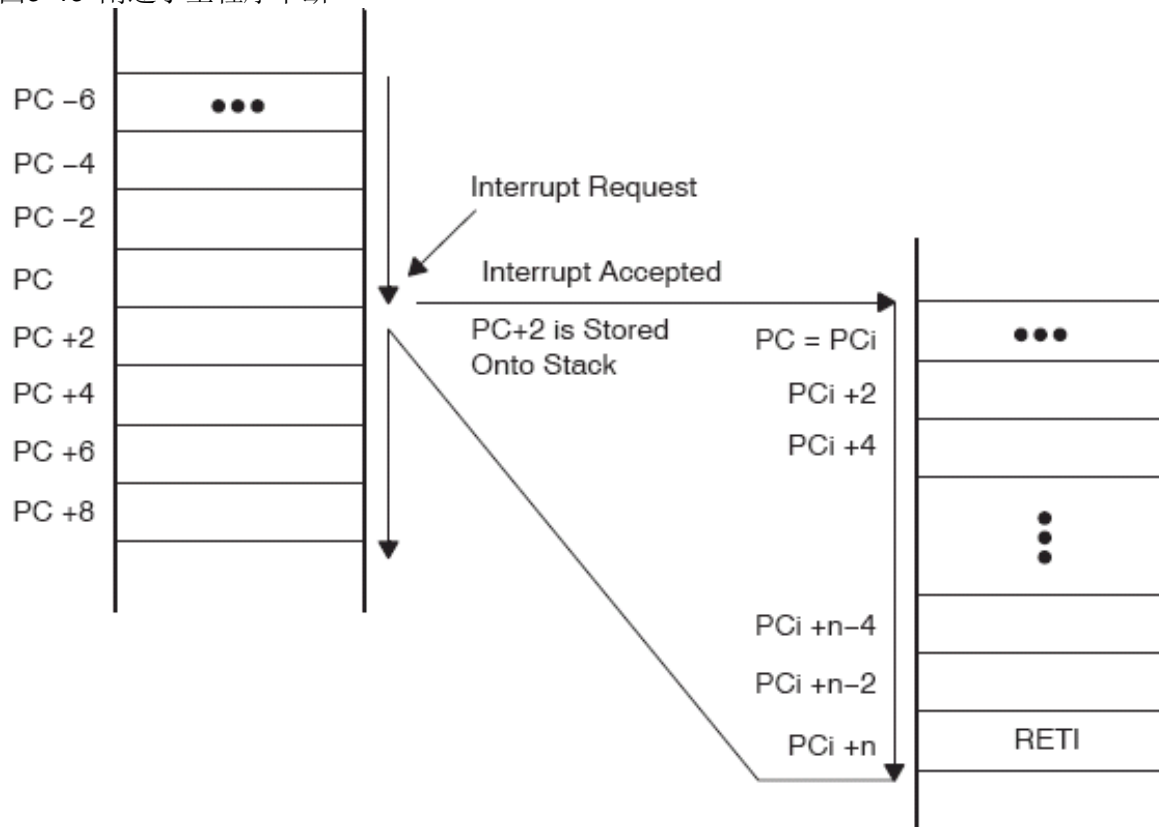 PC –6
PC –4
PC –2
PC
PC +2
PC +4
PC +6
PC +8
Interrupt Request
Interrupt Accepted
PC+2 is Stored
Onto Stack
PC = PCi
PCi +2
PCi +4
PCi +n–4
PCi +n–2
PCi +n
RETI